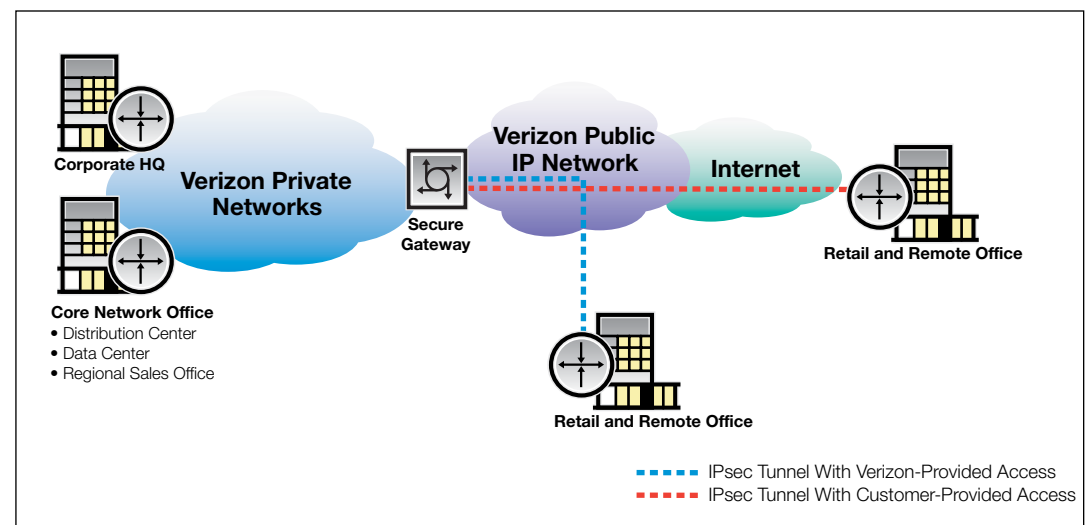 Corporate HQ
Verizon Private
Networks
Secure
Gateway
Verizon Public
IP Network
Internet
Retail and Remote Office
Core Network Office
• Distribution Center
• Data Center
• Regional Sales Office
Retail and Remote Office
IPsec Tunnel With Verizon-Provided Access
IPsec Tunnel With Customer-Provided Access